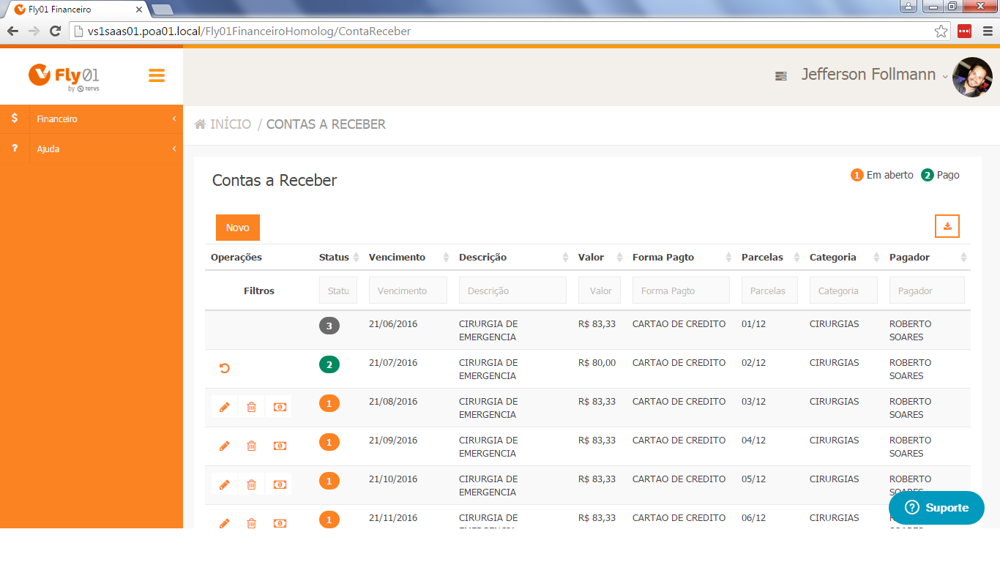 Fly01 Financeiro
vs1saas01.poa01.local/Fly01FinanceiroHomolog/ContaReceber
Fly01
by TOTVS
Jefferson Follmann
$ Financeiro
? Ajuda
INÍCIO / CONTAS A RECEBER
Contas a Receber
1 Em aberto 2 Pago
Novo
Operações Status Vencimento Descrição Valor Forma Pagto Parcelas Categoria Pagador
Filtros Statu Vencimento Descrição Valor Forma Pagto Parcelas Categoria Pagador
3 21/06/2016 CIRURGIA DE R$ 83,33 CARTAO DE CREDITO 01/12 CIRURGIAS ROBERTO
EMERGENCIA SOARES
2 21/07/2016 CIRURGIA DE R$ 80,00 CARTAO DE CREDITO 02/12 CIRURGIAS ROBERTO
EMERGENCIA SOARES
1 21/08/2016 CIRURGIA DE R$ 83,33 CARTAO DE CREDITO 03/12 CIRURGIAS ROBERTO
EMERGENCIA SOARES
1 21/09/2016 CIRURGIA DE R$ 83,33 CARTAO DE CREDITO 04/12 CIRURGIAS ROBERTO
EMERGENCIA SOARES
1 21/10/2016 CIRURGIA DE R$ 83,33 CARTAO DE CREDITO 05/12 CIRURGIAS ROBERTO
EMERGENCIA SOARES
1 21/11/2016 CIRURGIA DE R$ 83,33 CARTAO DE CREDITO 06/12 CIRURGIAS
EMERGENCIA
? Suporte